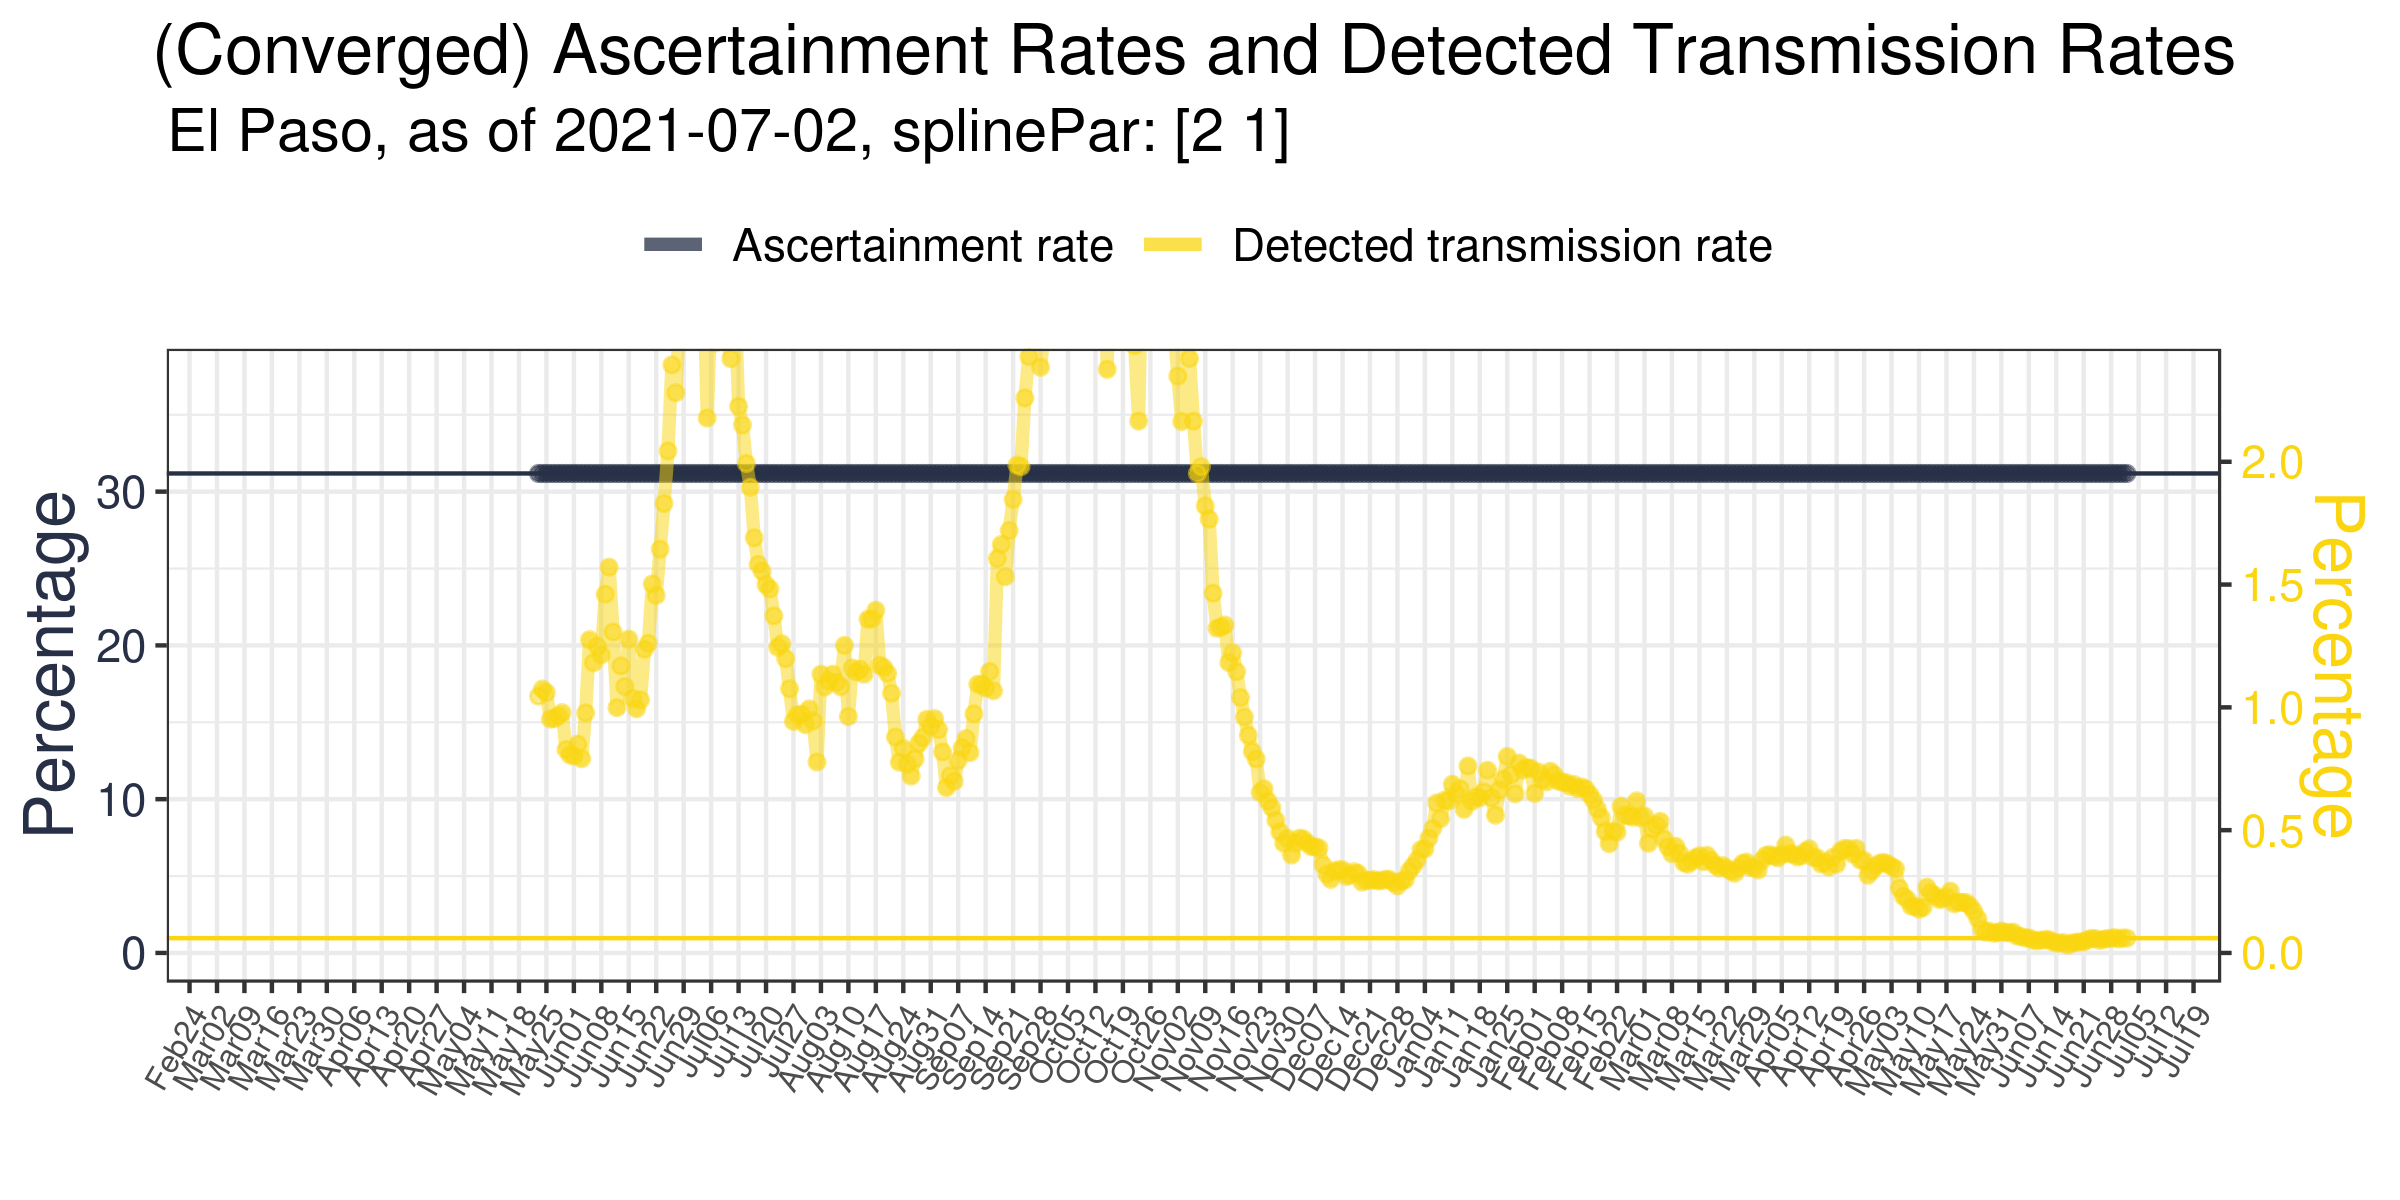 (Converged) Ascertainment Rates and Detected Transmission Rates
El Paso, as of 2021-07-02, splinePar: [2 1]
Ascertainment rate
Detected transmission rate
Percentage
30
20
10
0
2.0
1.5
1.0
0.5
0.0
Percentage
Feb24
Mar02
Mar09
Mar16
Mar23
Mar30
Apr06
Apr13
Apr20
Apr27
May04
May11
May18
May25
Jun01
Jun08
Jun15
Jun22
Jun29
Jul06
Jul13
Jul20
Jul27
Aug03
Aug10
Aug17
Aug24
Aug31
Sep07
Sep14
Sep21
Sep28
Oct05
Oct12
Oct19
Oct26
Nov02
Nov09
Nov16
Nov23
Nov30
Dec07
Dec14
Dec21
Dec28
Jan04
Jan11
Jan18
Jan25
Feb01
Feb08
Feb15
Feb22
Mar01
Mar08
Mar15
Mar22
Mar29
Apr05
Apr12
Apr19
Apr26
May03
May10
May17
May24
May31
Jun07
Jun14
Jun21
Jun28
Jul05
Jul12
Jul19